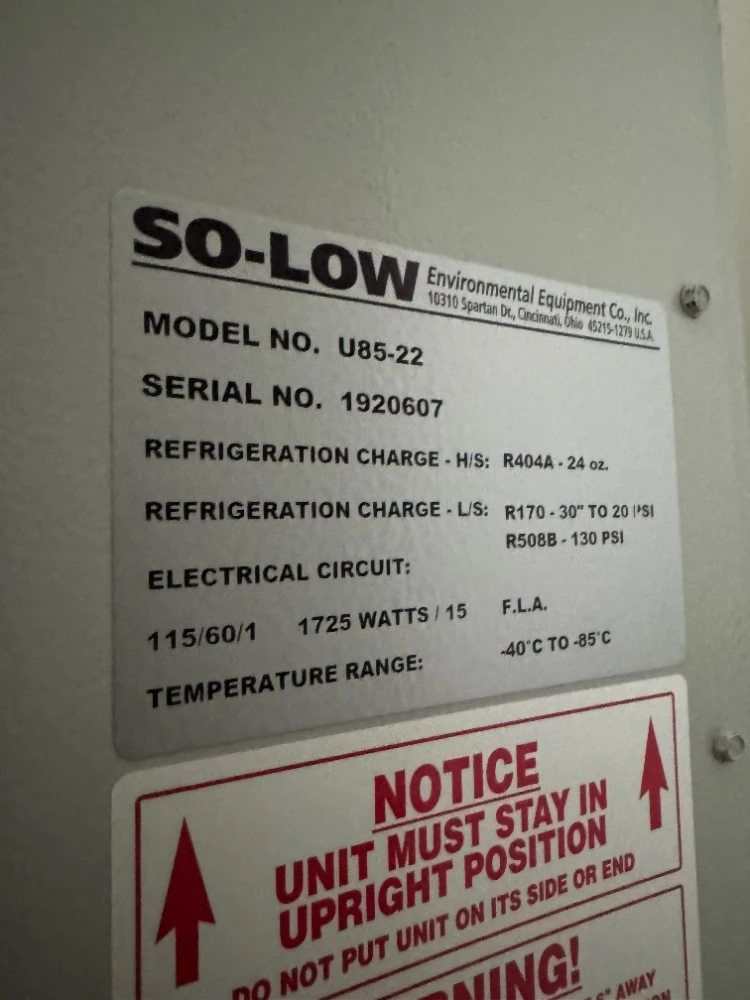 SO-LOW Environmental Equipment Co., Inc.
10310 Spartan Dr., Cincinnati, Ohio 45215-1279 U.S.A.
MODEL NO. U85-22
SERIAL NO. 1920607
REFRIGERATION CHARGE - H/S: R404A - 24 oz.
REFRIGERATION CHARGE - L/S: R170 - 30" TO 20 PSI
R508B - 130 PSI
ELECTRICAL CIRCUIT:
115/60/1 1725 WATTS / 15 F.L.A.
TEMPERATURE RANGE: -40°C TO -85°C
NOTICE
UNIT MUST STAY IN
UPRIGHT POSITION
DO NOT PUT UNIT ON ITS SIDE OR END
RNING!
" AWAY